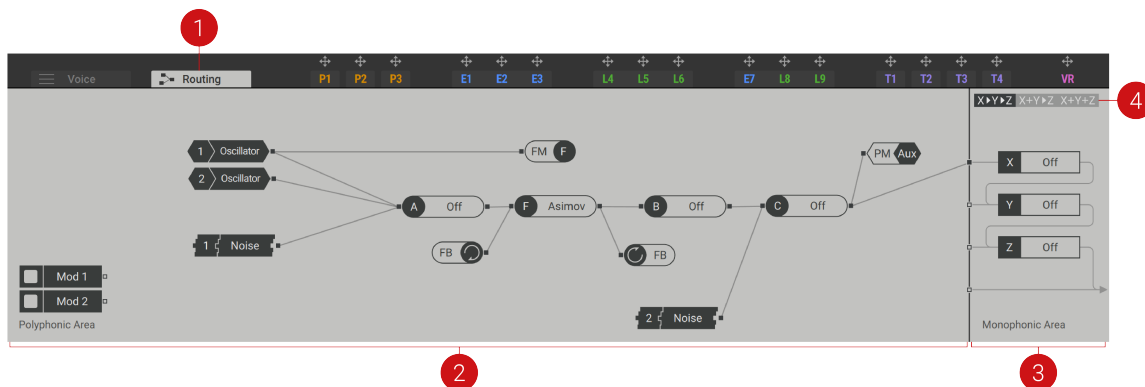 1
Voice
Routing
P1 P2 P3 E1 E2 E3 L4 L5 L6 E7 L8 L9 T1 T2 T3 T4 VR
X▸Y▸Z X+Y▸Z X+Y+Z
4
1 Oscillator
FM F
PM Aux
X Off
2 Oscillator
A Off
F Asimov
B Off
C Off
Y Off
1 Noise
FB
FB
Z Off
Mod 1
Mod 2
2 Noise
Polyphonic Area
Monophonic Area
2
3